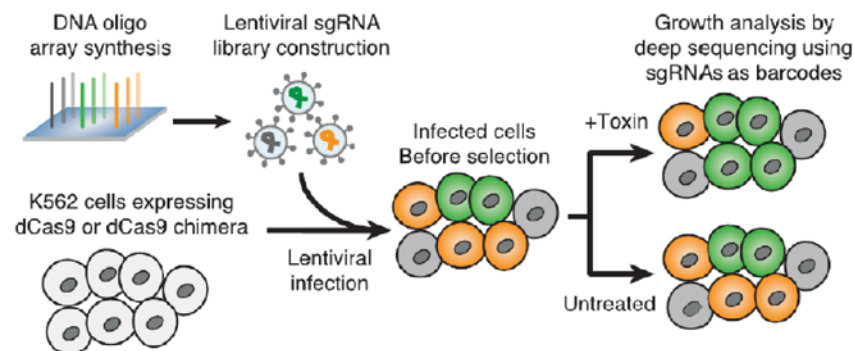 DNA oligo
array synthesis
Lentiviral sgRNA
library construction
Growth analysis by
deep sequencing using
sgRNAs as barcodes
K562 cells expressing
dCas9 or dCas9 chimera
Lentiviral
infection
Infected cells
Before selection
+Toxin
Untreated